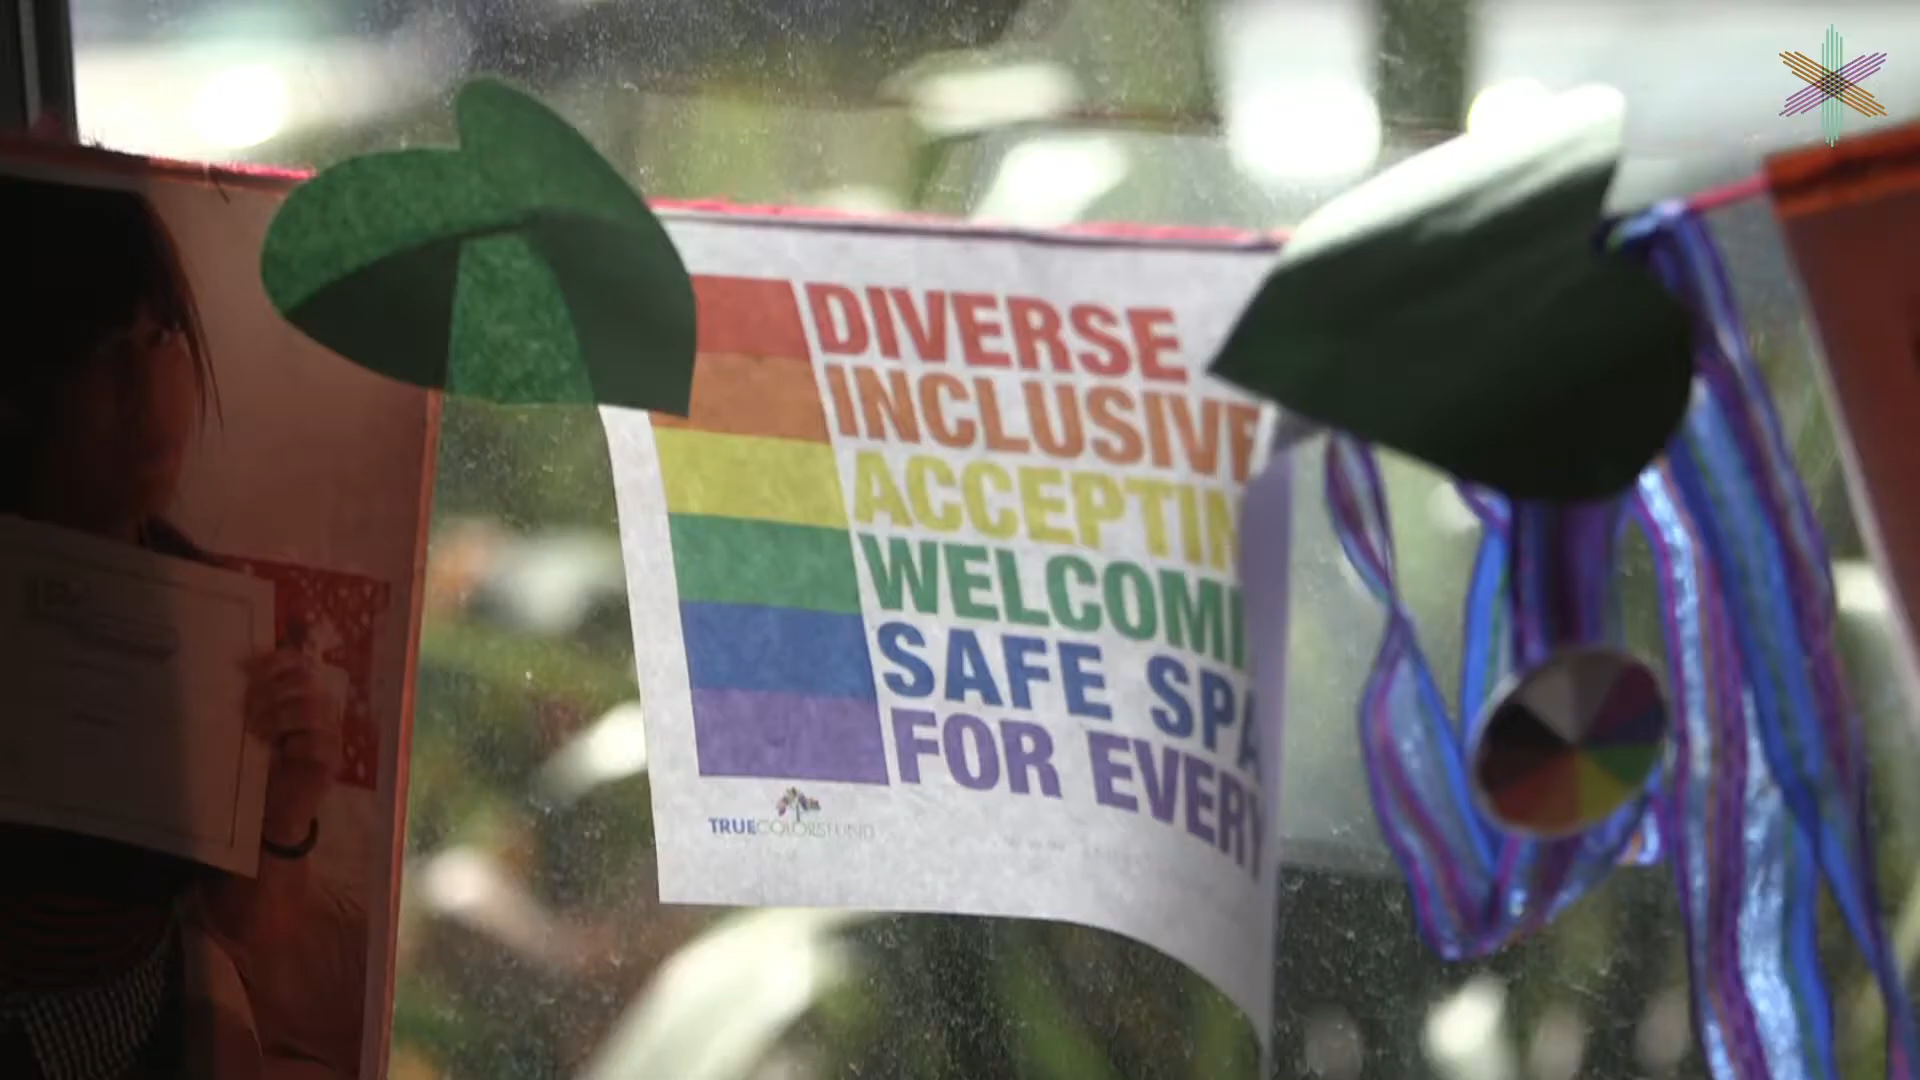 DIVERSE
INCLUSIVE
ACCEPTIN
WELCOMI
SAFE SPA
FOR EVERY
TRUECOLORSFUND